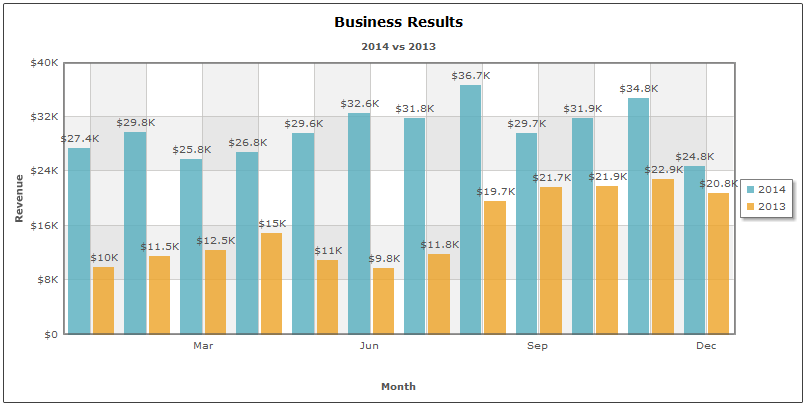 Business Results
2014 vs 2013
$40K
$32K
$24K
$16K
$8K
$0
Revenue
$27.4K
$29.8K
$25.8K
$26.8K
$29.6K
$32.6K
$31.8K
$36.7K
$29.7K
$31.9K
$34.8K
$24.8K
$10K
$11.5K
$12.5K
$15K
$11K
$9.8K
$11.8K
$19.7K
$21.7K
$21.9K
$22.9K
$20.8K
2014
2013
Mar
Jun
Sep
Dec
Month